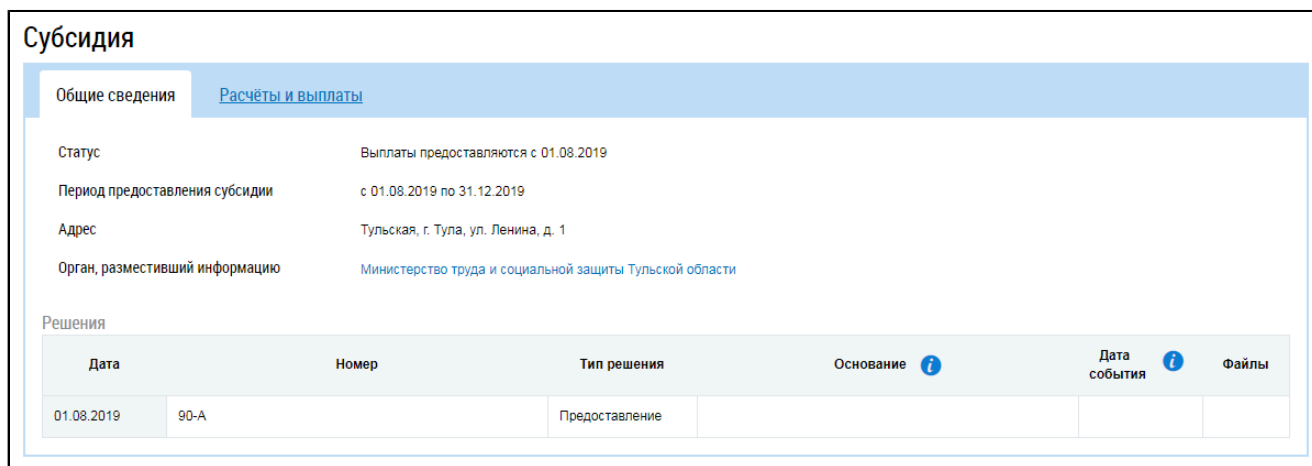 Субсидия
Общие сведения Расчёты и выплаты
Статус Выплаты предоставляются с 01.08.2019
Период предоставления субсидии с 01.08.2019 по 31.12.2019
Адрес Тульская, г. Тула, ул. Ленина, д. 1
Орган, разместивший информацию Министерство труда и социальной защиты Тульской области
Решения
Дата Номер Тип решения Основание i Дата события i Файлы
01.08.2019 90-А Предоставление